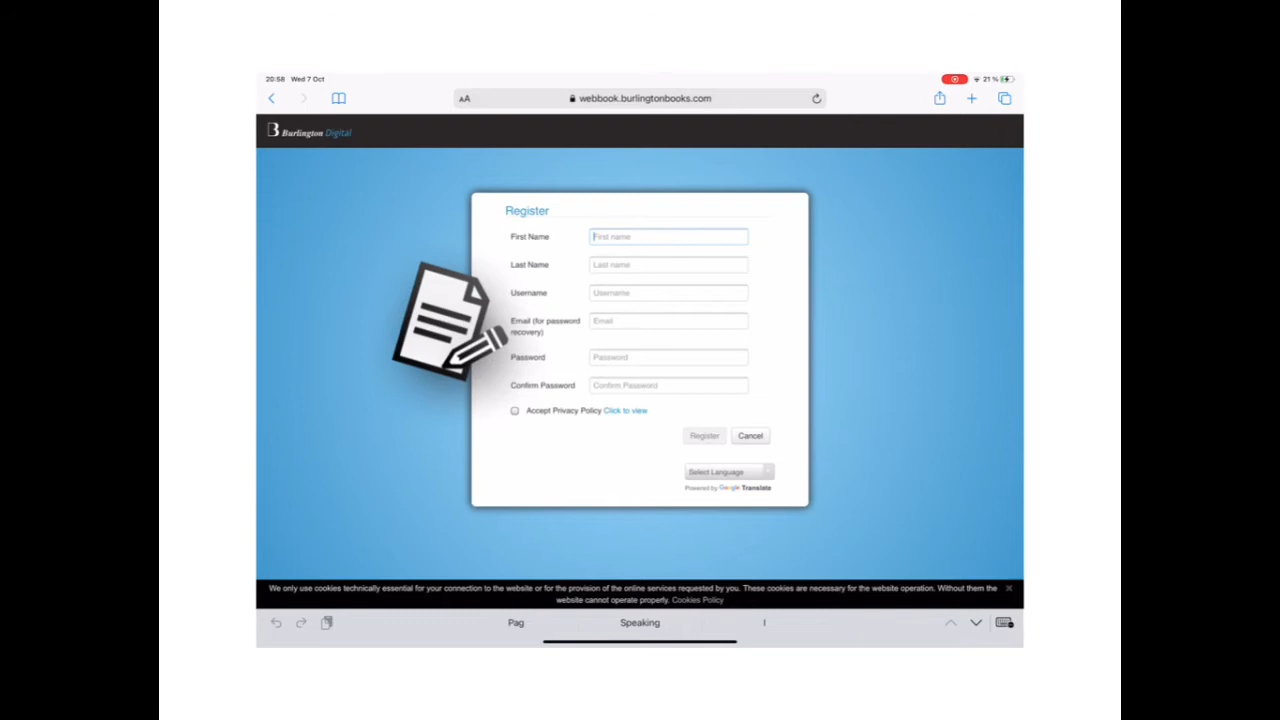 20:58 Wed 7 Oct
21 %
AA
webbook.burlingtonbooks.com
B Burlington Digital
Register
First Name
First name
Last Name
Last name
Username
Username
Email (for password
recovery)
Email
Password
Password
Confirm Password
Confirm Password
Accept Privacy Policy Click to view
Register
Cancel
Select Language
Powered by Google Translate
We only use cookies technically essential for your connection to the website or for the provision of the online services requested by you. These cookies are necessary for the website operation. Without them the
website cannot operate properly. Cookies Policy
Pag
Speaking
I